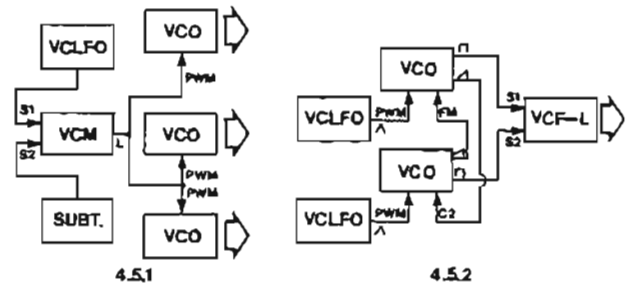 VCO
VCLFO
PWM
S1
VCM
L
VCO
S2
PWM
PWM
SUBT.
VCO
4.5.1
VCO
VCLFO
PWM
FM
S1
VCF-L
S2
VCO
VCLFO
PWM
C2
4.5.2